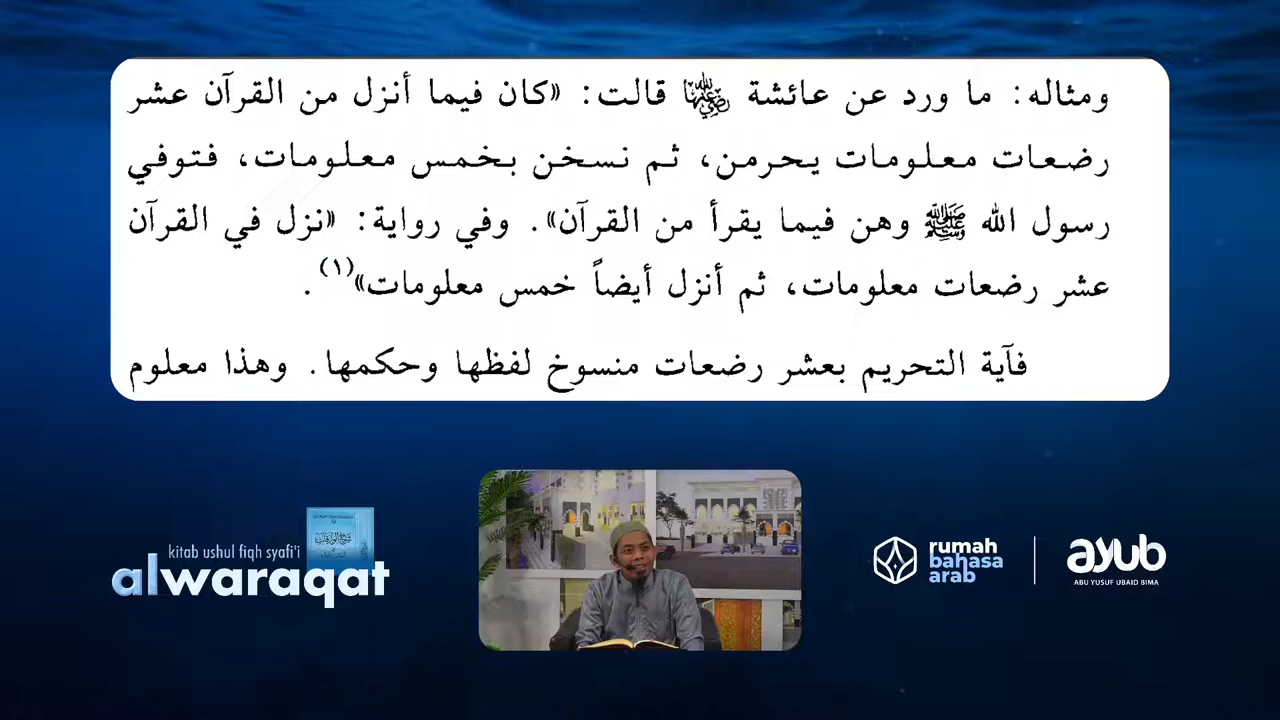 ومثاله: ما ورد عن عائشة رضي الله عنها قالت: «كان فيما أنزل من القرآن عشر
رضعات معلومات يحرمن، ثم نسخن بخمس معلومات، فتوفي
رسول الله ﷺ وهن فيما يقرأ من القرآن». وفي رواية: «نزل في القرآن
عشر رضعات معلومات، ثم أنزل أيضاً خمس معلومات»(١).
فآية التحريم بعشر رضعات منسوخ لفظها وحكمها. وهذا معلوم
kitab ushul fiqh syafi'i
alwaraqat
rumah
bahasa
arab
ayub
ABU YUSUF UBAID BIMA